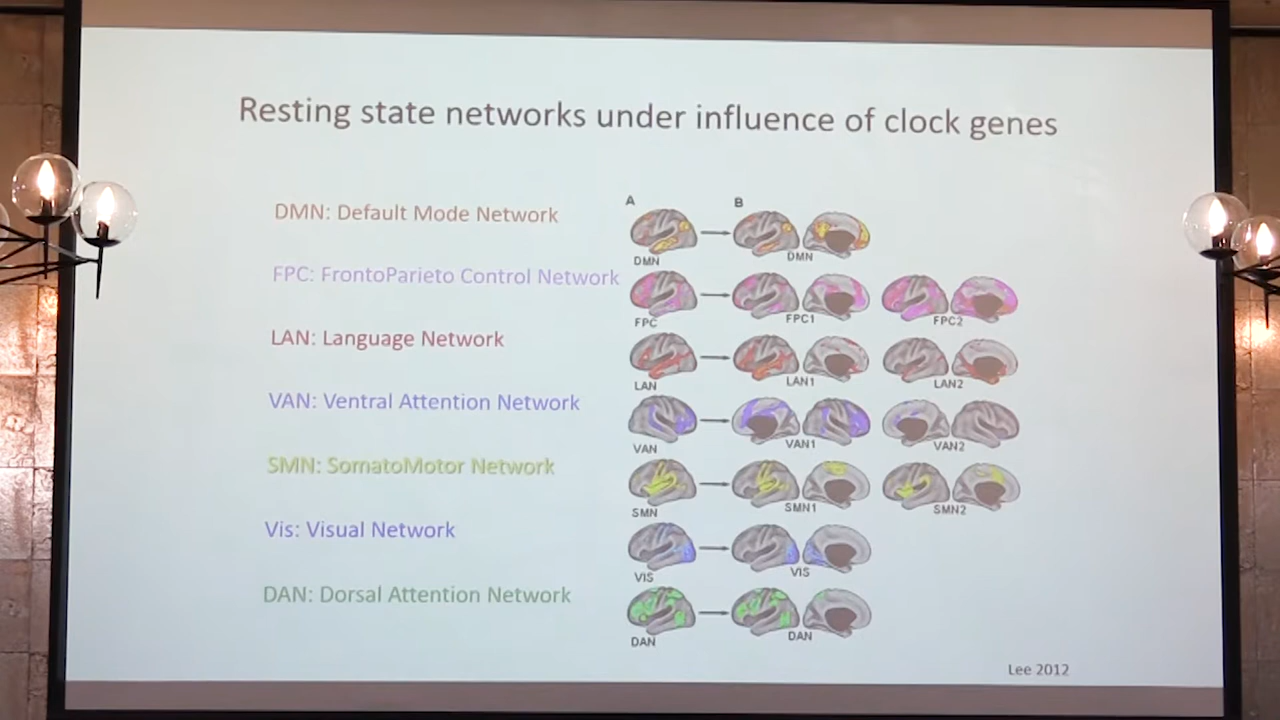 Resting state networks under influence of clock genes
DMN: Default Mode Network
FPC: FrontoParieto Control Network
LAN: Language Network
VAN: Ventral Attention Network
SMN: SomatoMotor Network
Vis: Visual Network
DAN: Dorsal Attention Network
A B
DMN DMN
FPC FPC1 FPC2
LAN LAN1 LAN2
VAN VAN1 VAN2
SMN SMN1 SMN2
VIS VIS
DAN DAN
Lee 2012